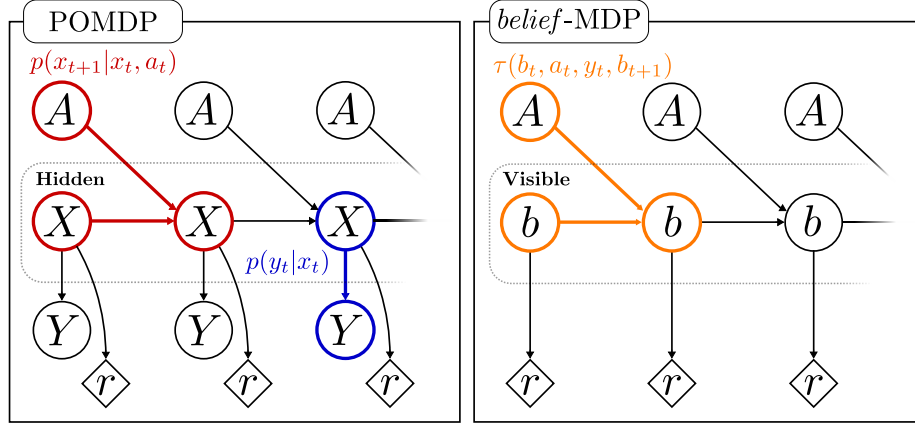 POMDP
p(x_{t+1}|x_t, a_t)
A A A
Hidden
X X X
p(y_t|x_t)
Y Y Y
r r r
belief-MDP
τ(b_t, a_t, y_t, b_{t+1})
A A A
Visible
b b b
r r r